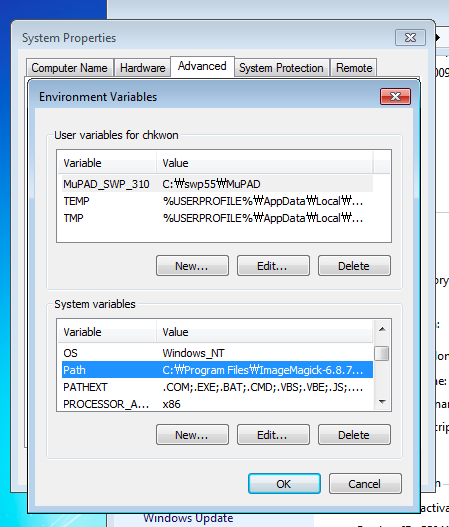 System Properties
Computer Name Hardware Advanced System Protection Remote
Environment Variables
User variables for chkwon
Variable Value
MuPAD_SWP_310 C:₩swp55₩MuPAD
TEMP %USERPROFILE%₩AppData₩Local₩...
TMP %USERPROFILE%₩AppData₩Local₩...
New... Edit... Delete
System variables
Variable Value
OS Windows_NT
Path C:₩Program Files₩ImageMagick-6.8.7...
PATHEXT .COM;.EXE;.BAT;.CMD;.VBS;.VBE;.JS;....
PROCESSOR_A... x86
New... Edit... Delete
OK Cancel
Windows Update